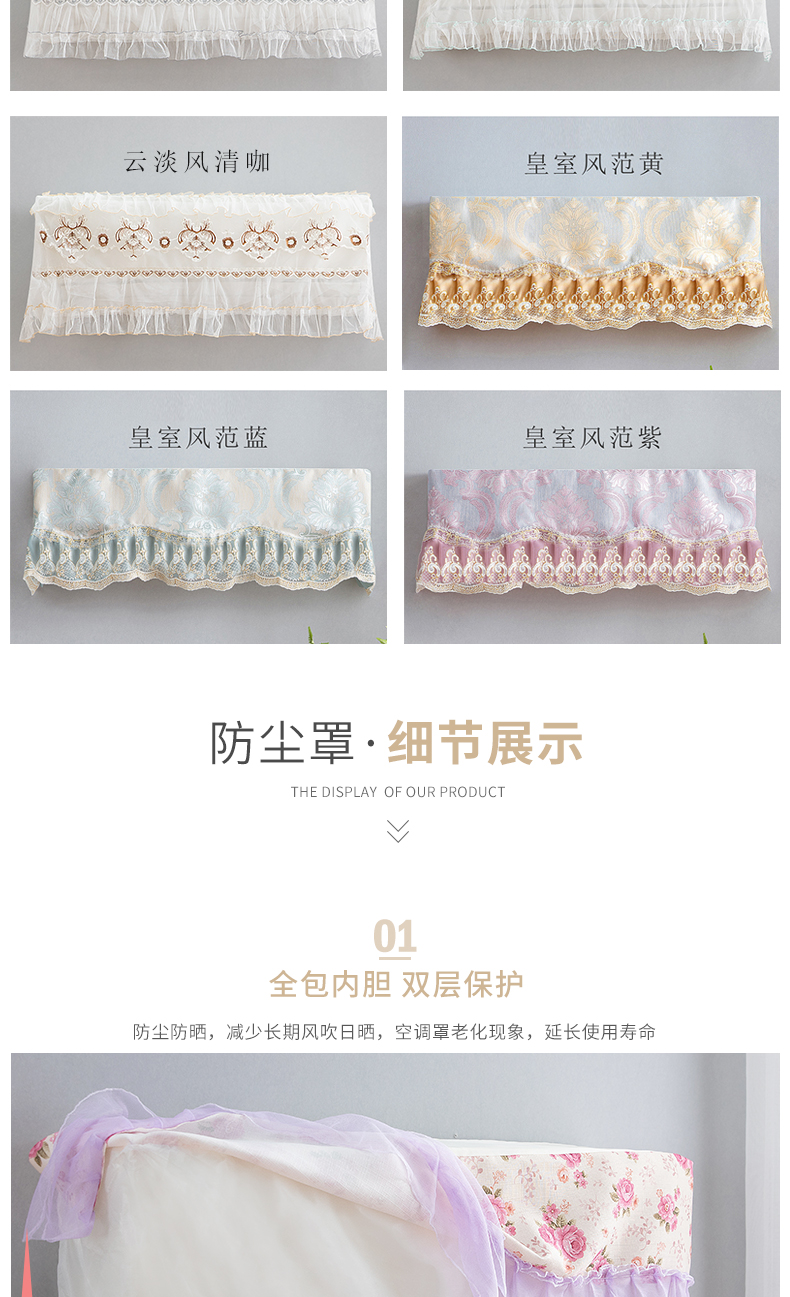 云淡风清咖
皇室风范黄
皇室风范蓝
皇室风范紫
防尘罩·细节展示
THE DISPLAY OF OUR PRODUCT
01
全包内胆 双层保护
防尘防晒，减少长期风吹日晒，空调罩老化现象，延长使用寿命